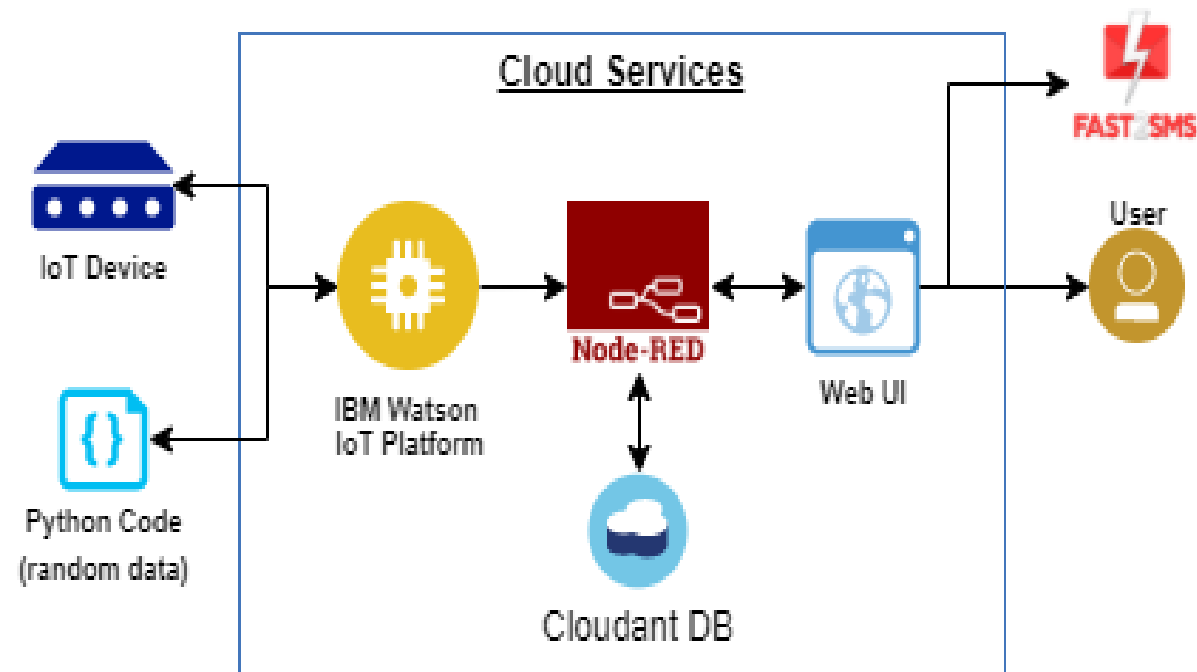 Cloud Services
FAST2SMS
User
IoT Device
Node-RED
Web UI
IBM Watson
IoT Platform
Python Code
(random data)
Cloudant DB